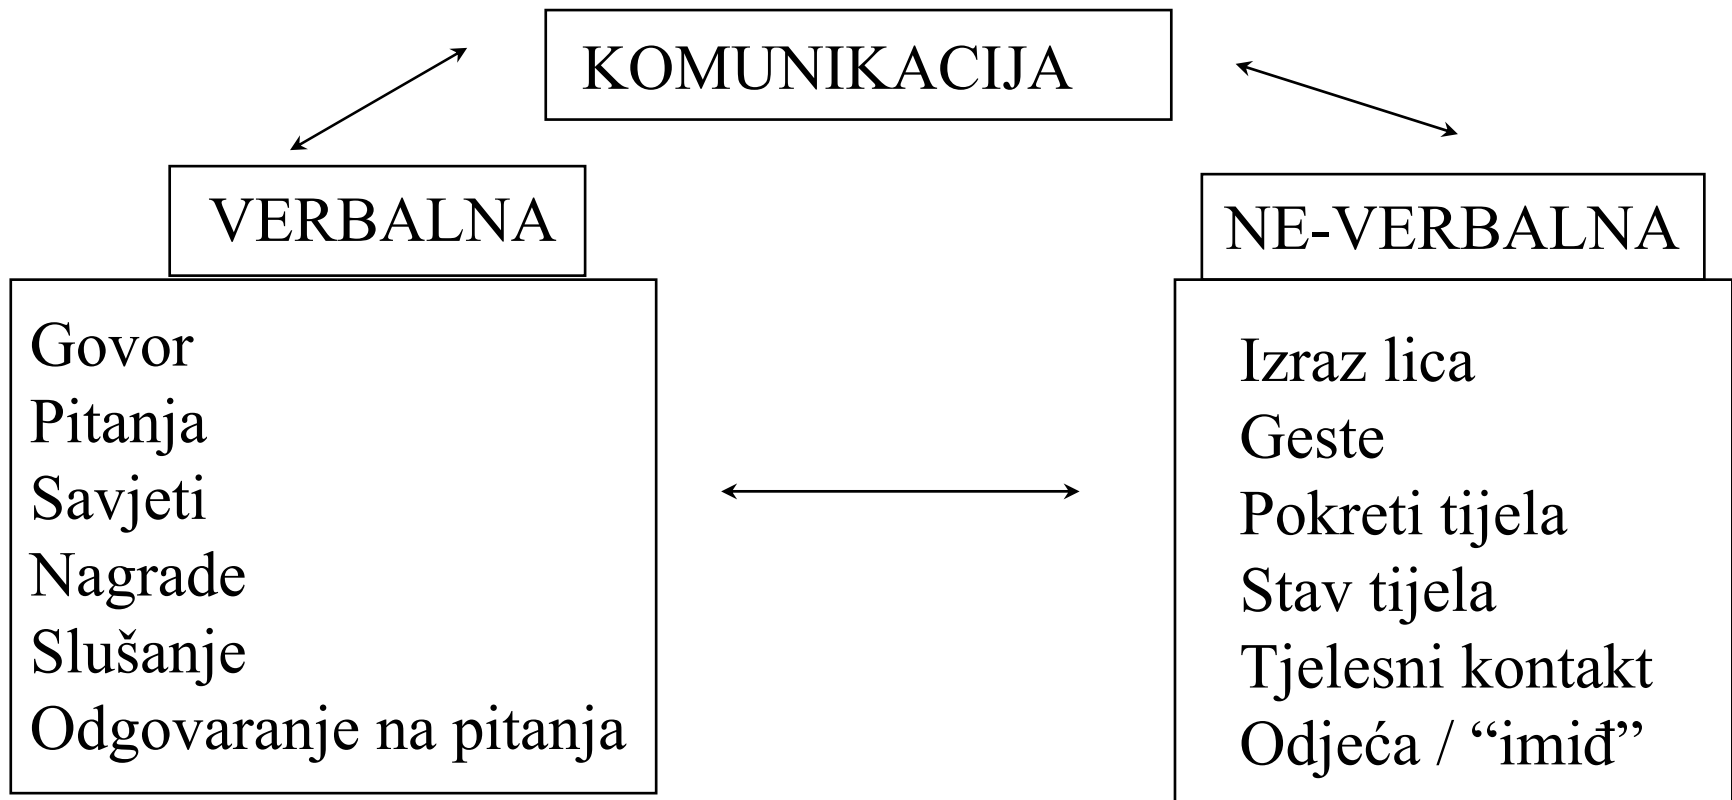 KOMUNIKACIJA
VERBALNA
Govor
Pitanja
Savjeti
Nagrade
Slušanje
Odgovaranje na pitanja
NE-VERBALNA
Izraz lica
Geste
Pokreti tijela
Stav tijela
Tjelesni kontakt
Odjeća / “imiđ”